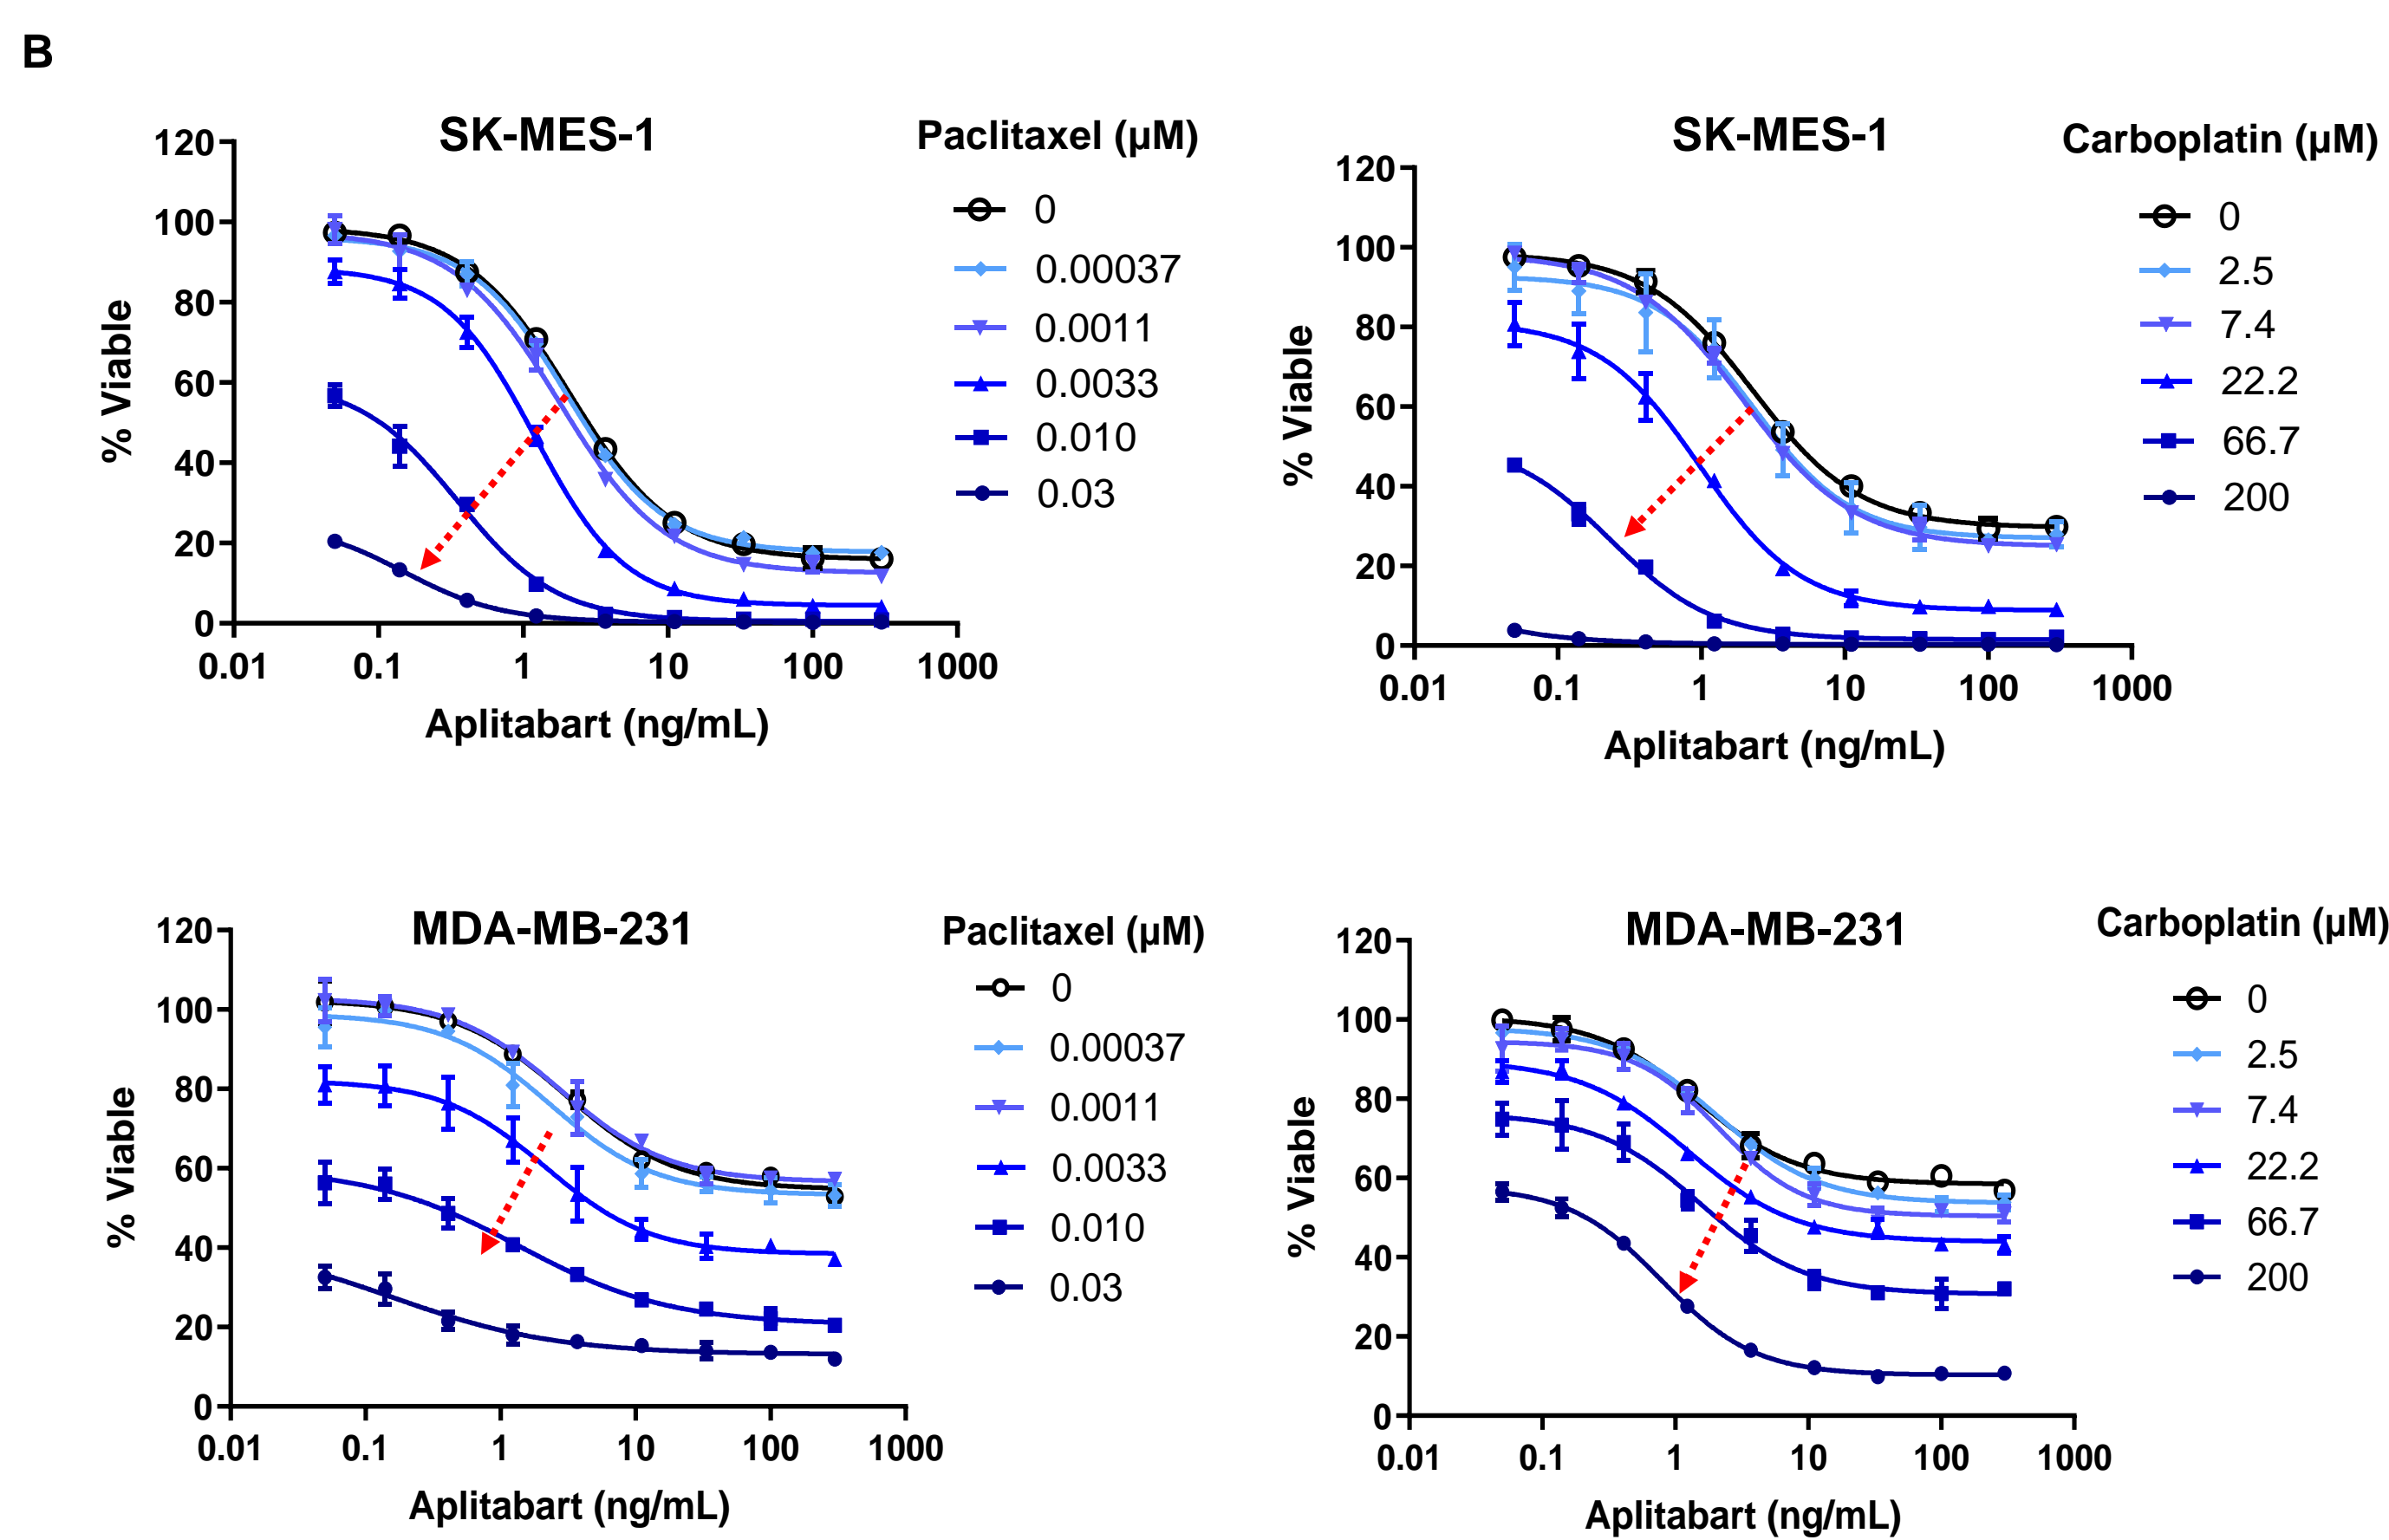 B
SK-MES-1
Paclitaxel (µM)
0
0.00037
0.0011
0.0033
0.010
0.03
% Viable
120
100
80
60
40
20
0
0.01 0.1 1 10 100 1000
Aplitabart (ng/mL)
SK-MES-1
Carboplatin (µM)
0
2.5
7.4
22.2
66.7
200
% Viable
120
100
80
60
40
20
0
0.01 0.1 1 10 100 1000
Aplitabart (ng/mL)
MDA-MB-231
Paclitaxel (µM)
0
0.00037
0.0011
0.0033
0.010
0.03
% Viable
120
100
80
60
40
20
0
0.01 0.1 1 10 100 1000
Aplitabart (ng/mL)
MDA-MB-231
Carboplatin (µM)
0
2.5
7.4
22.2
66.7
200
% Viable
120
100
80
60
40
20
0
0.01 0.1 1 10 100 1000
Aplitabart (ng/mL)